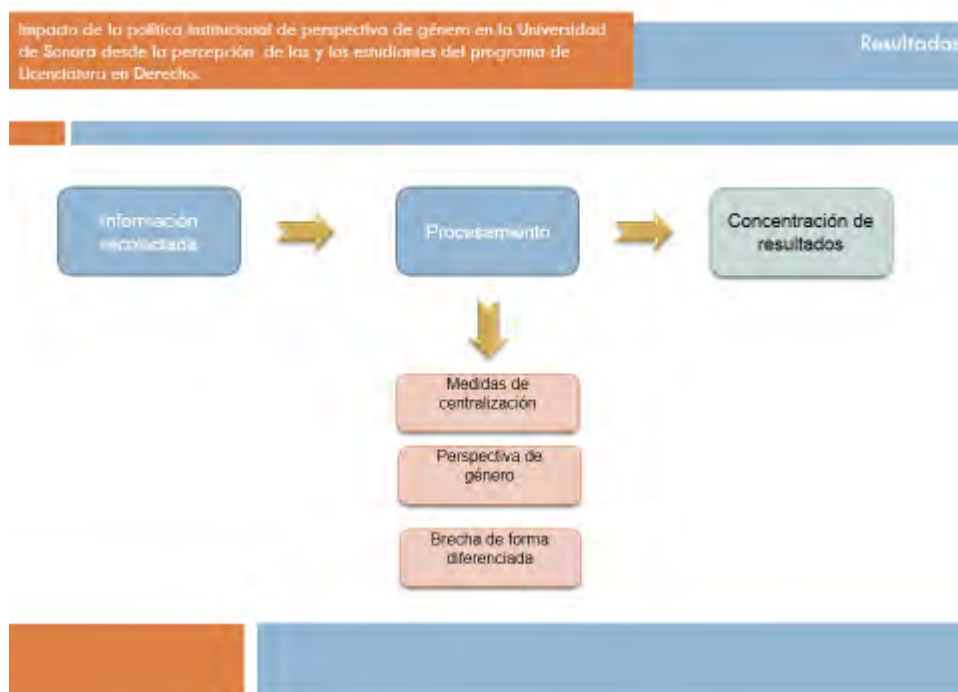 Impacto de la política institucional de perspectiva de género en la Universidad
de Sonora desde la percepción de las y los estudiantes del programa de
Licenciatura en Derecho.
Resultados
Información
recolectada
Procesamiento
Concentración de
resultados
Medidas de
centralización
Perspectiva de
género
Brecha de forma
diferenciada